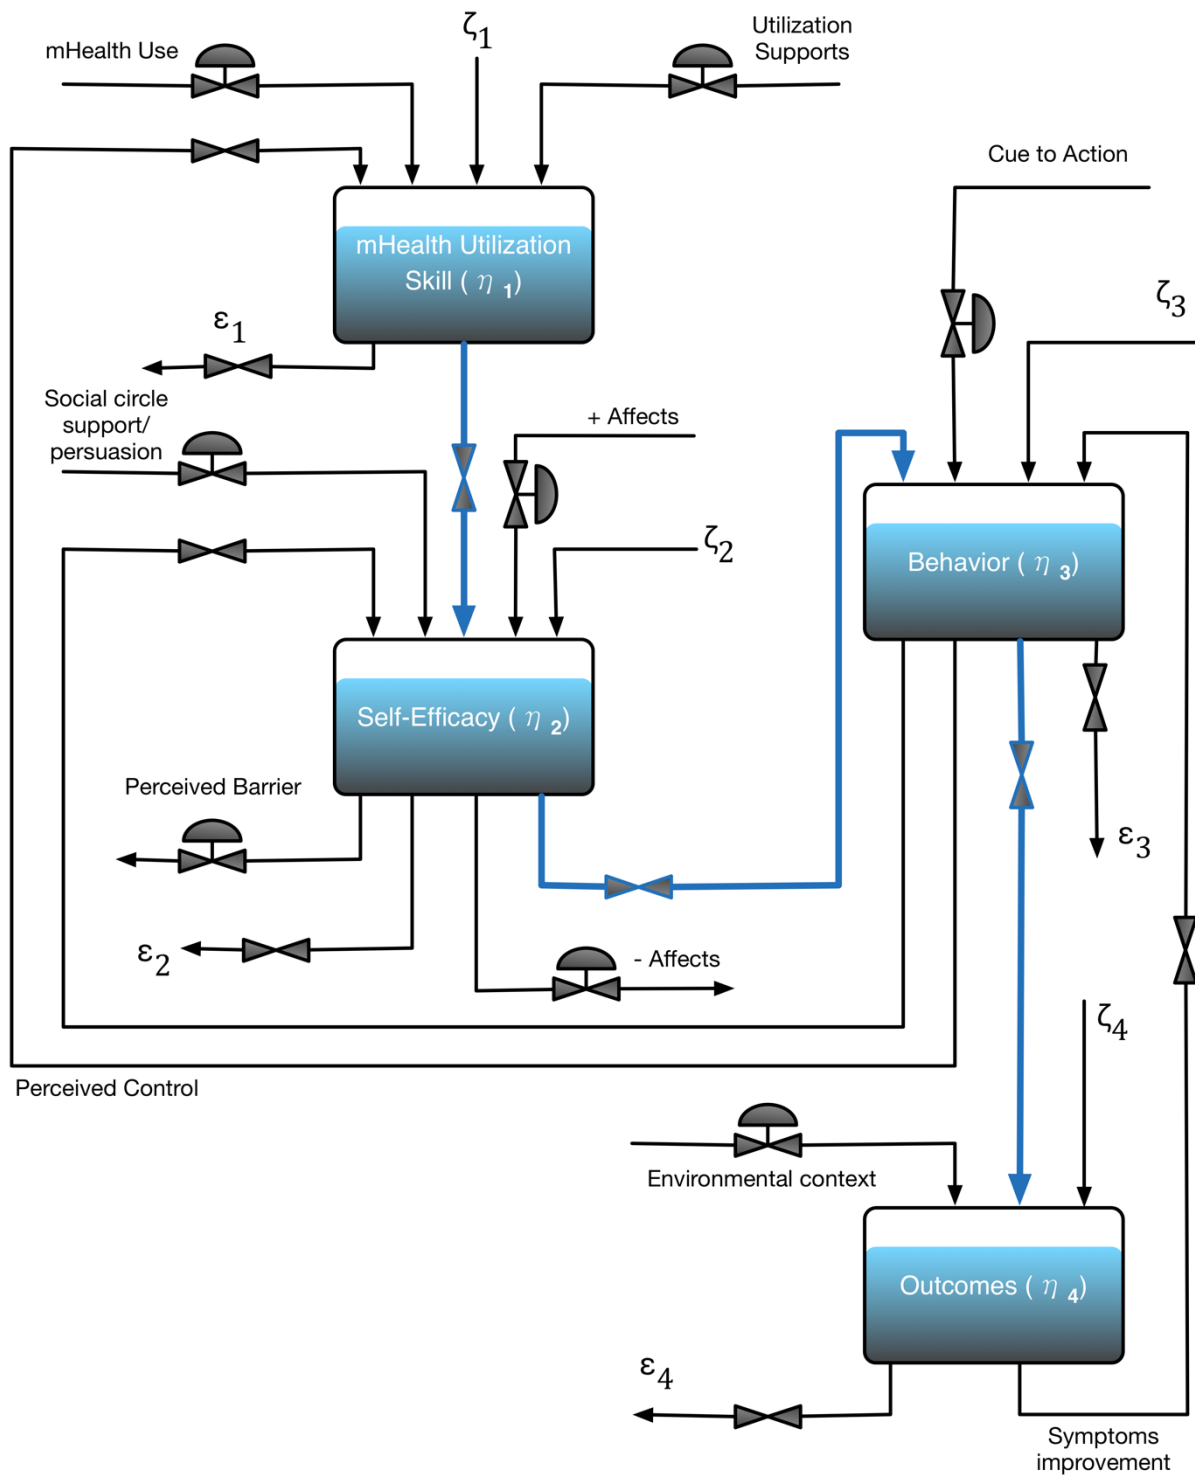 mHealth Use
ζ1
Utilization
Supports
Cue to Action
mHealth Utilization
Skill ( η 1)
ζ3
ε1
Social circle
support/
persuasion
+ Affects
ζ2
Behavior ( η 3)
Self-Efficacy ( η 2)
Perceived Barrier
ε3
ε2
- Affects
ζ4
Perceived Control
Environmental context
Outcomes ( η 4)
ε4
Symptoms
improvement